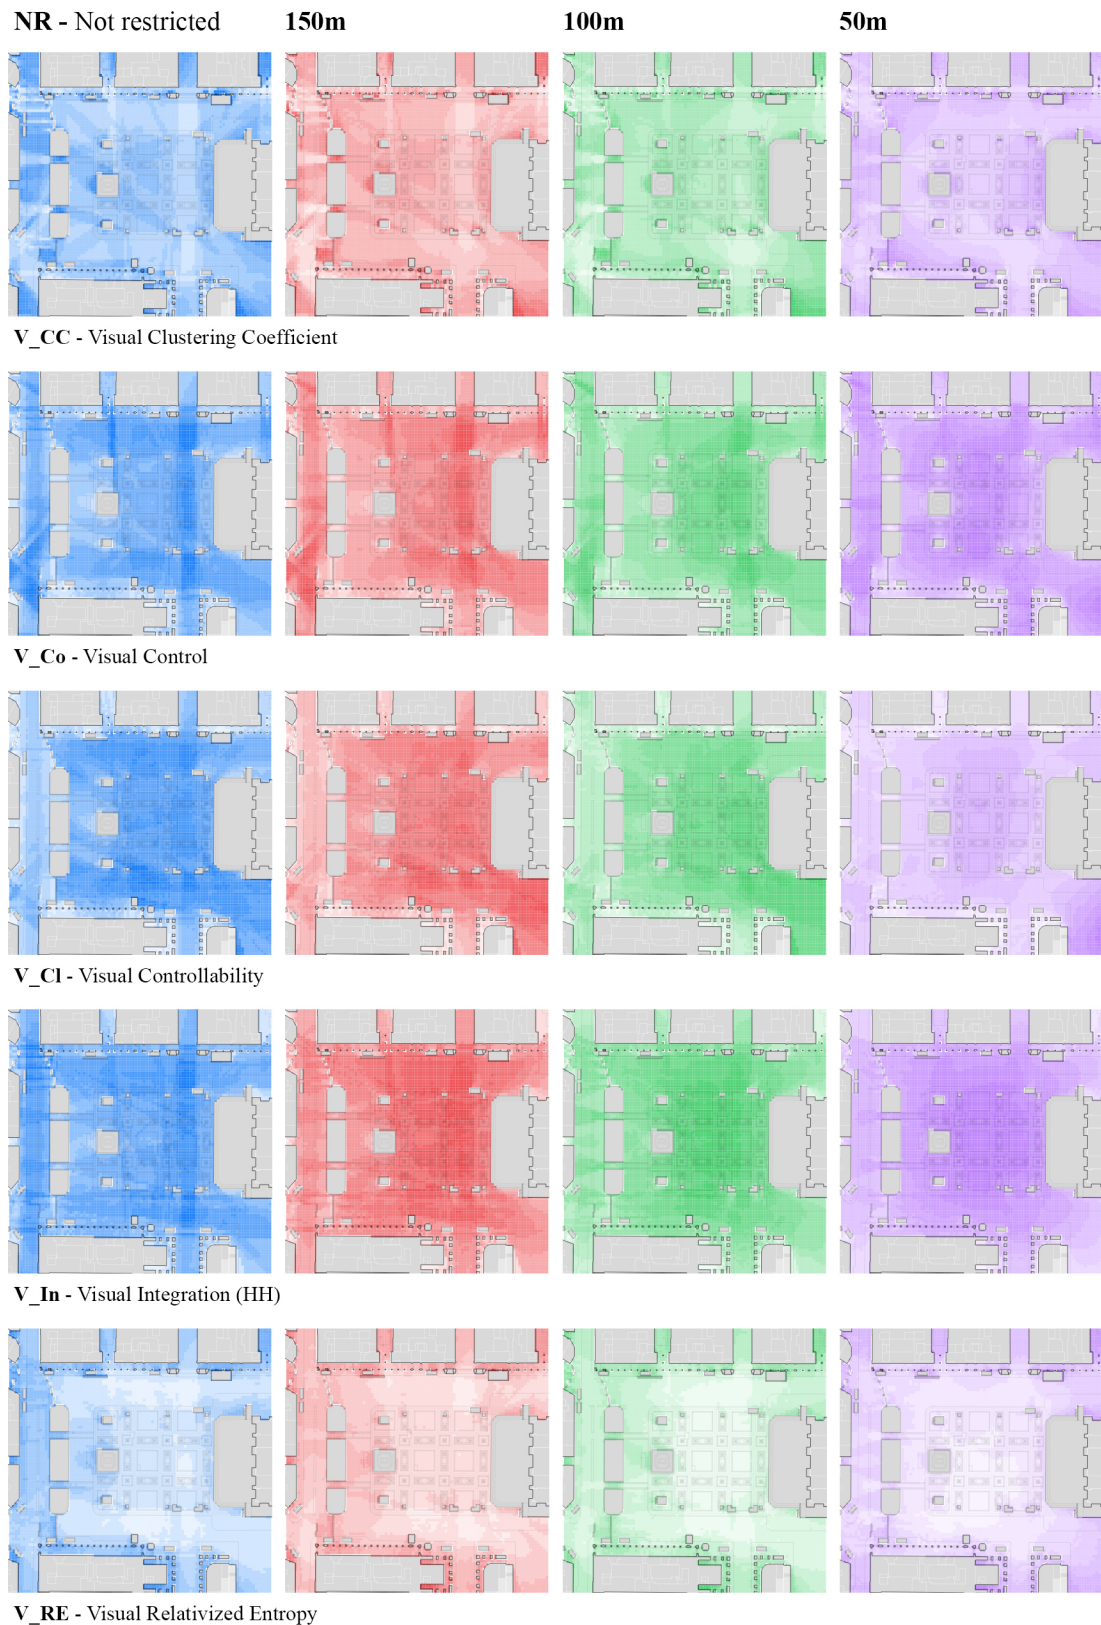 NR - Not restricted
150m
100m
50m
V_CC - Visual Clustering Coefficient
V_Co - Visual Control
V_Cl - Visual Controllability
V_In - Visual Integration (HH)
V_RE - Visual Relativized Entropy